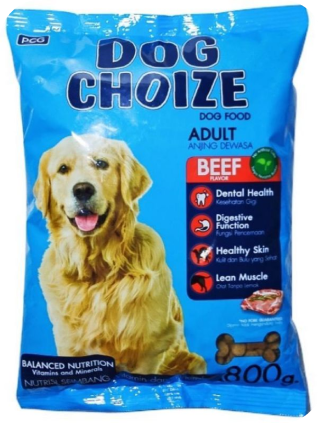 PCG
DOG
CHOIZE
DOG FOOD
ADULT
ANJING DEWASA
BEEF
FLAVOR
Dental Health
Kesehatan Gigi
Digestive
Function
Fungsi Pencernaan
Healthy Skin
Kulit dan Bulu yang Sehat
Lean Muscle
Otot Tanpa Lemak
BALANCED NUTRITION
Vitamins and Minerals
NUTRISI SEIMBANG
800g